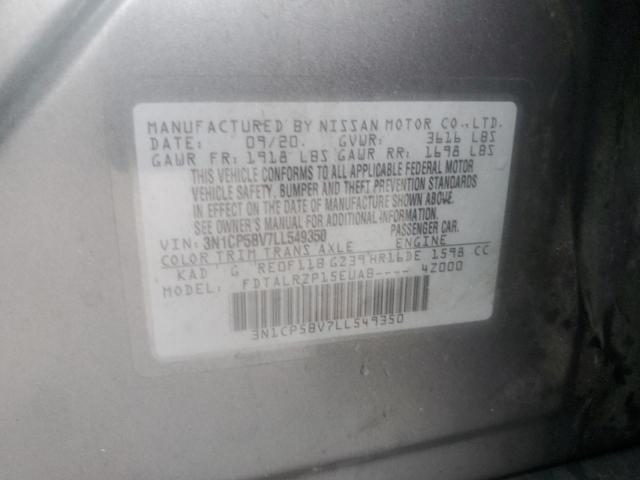 MANUFACTURED BY NISSAN MOTOR CO.,LTD.
DATE: 09/20. GVWR: 3616 LBS
GAWR FR: 1918 LBS GAWR RR: 1698 LBS
THIS VEHICLE CONFORMS TO ALL APPLICABLE FEDERAL MOTOR
VEHICLE SAFETY, BUMPER AND THEFT PREVENTION STANDARDS
IN EFFECT ON THE DATE OF MANUFACTURE SHOWN ABOVE.
SEE OWNER'S MANUAL FOR ADDITIONAL INFORMATION.
VIN: 3N1CP5BV7LL549350 PASSENGER CAR.
COLOR TRIM TRANS AXLE ENGINE
KAD G RE0F11B GZ39 HR16DE 1598 CC
MODEL: FDTALRZP15EUAB---- 4Z000
3N1CP5BV7LL549350